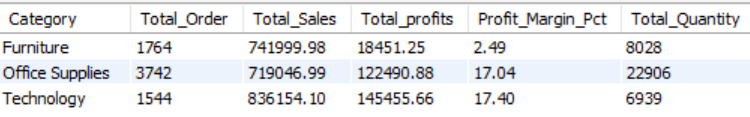 Category Total_Order Total_Sales Total_profits Profit_Margin_Pct Total_Quantity
Furniture 1764 741999.98 18451.25 2.49 8028
Office Supplies 3742 719046.99 122490.88 17.04 22906
Technology 1544 836154.10 145455.66 17.40 6939